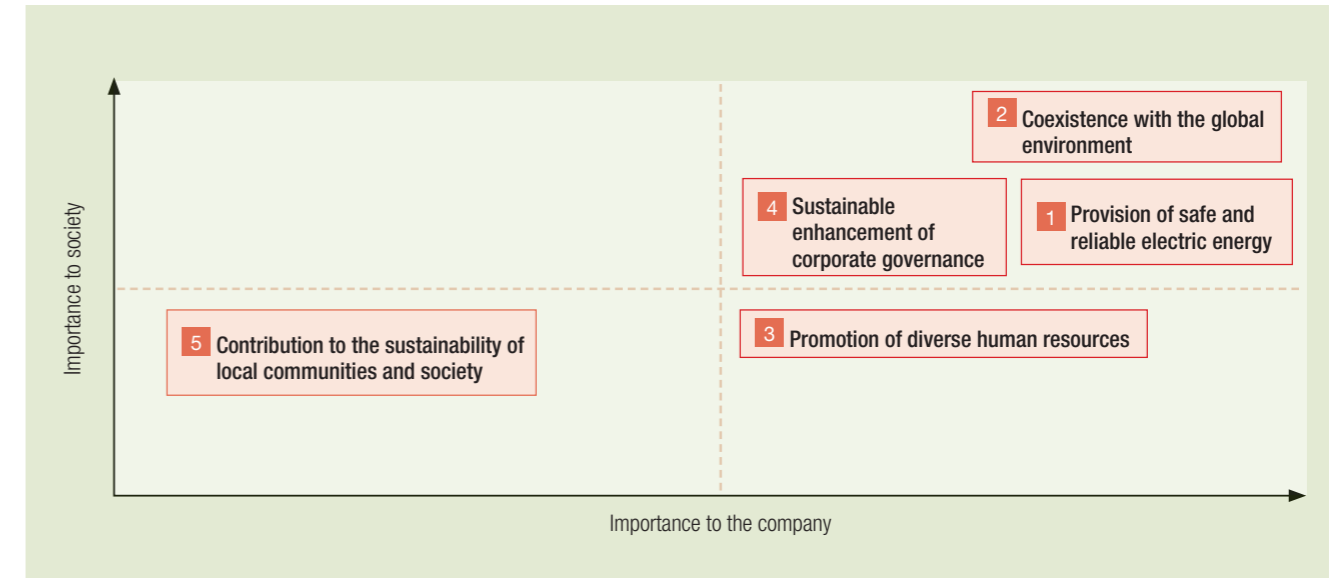 Importance to society
2 Coexistence with the global
environment
4 Sustainable
enhancement of
corporate governance
1 Provision of safe and
reliable electric energy
5 Contribution to the sustainability of
local communities and society
3 Promotion of diverse human resources
Importance to the company